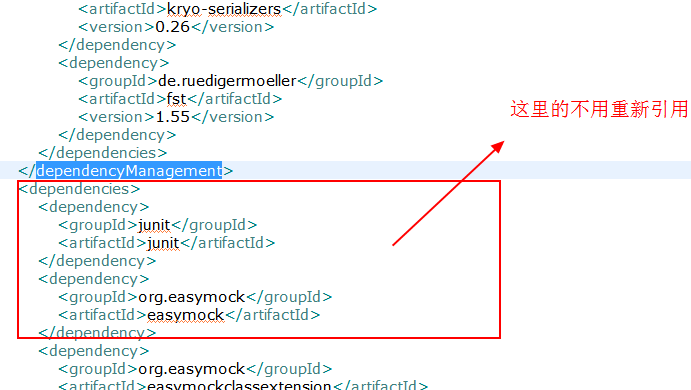 <artifactId>kryo-serializers</artifactId>
<version>0.26</version>
</dependency>
<dependency>
<groupId>de.ruedigermoeller</groupId>
<artifactId>fst</artifactId>
<version>1.55</version>
</dependency>
</dependencies>
</dependencyManagement>
<dependencies>
<dependency>
<groupId>junit</groupId>
<artifactId>junit</artifactId>
</dependency>
<dependency>
<groupId>org.easymock</groupId>
<artifactId>easymock</artifactId>
</dependency>
<dependency>
<groupId>org.easymock</groupId>
<artifactId>easymockclassextension</artifactId>
这里的不用重新引用